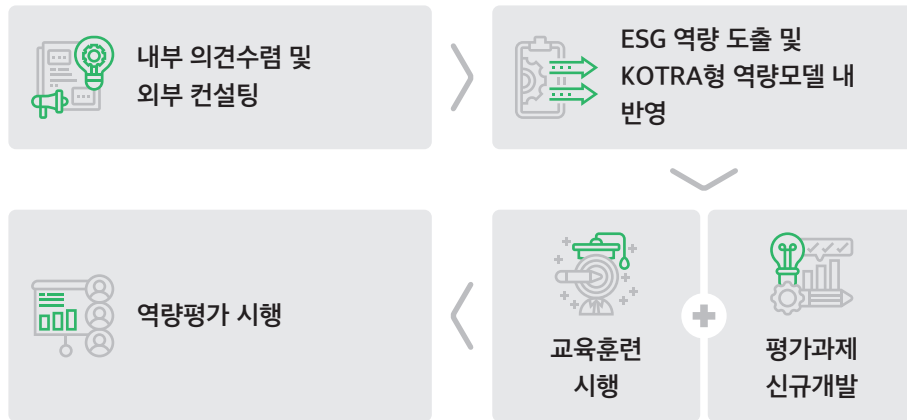 내부 의견수렴 및
외부 컨설팅
ESG 역량 도출 및
KOTRA형 역량모델 내
반영
교육훈련
시행
평가과제
신규개발
역량평가 시행